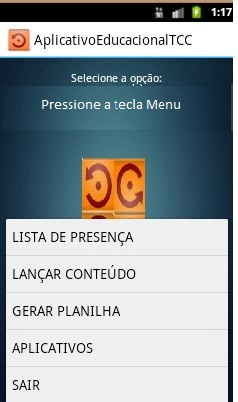 1:17
AplicativoEducacionalTCC
Selecione a opção:
Pressione a tecla Menu
LISTA DE PRESENÇA
LANÇAR CONTEÚDO
GERAR PLANILHA
APLICATIVOS
SAIR